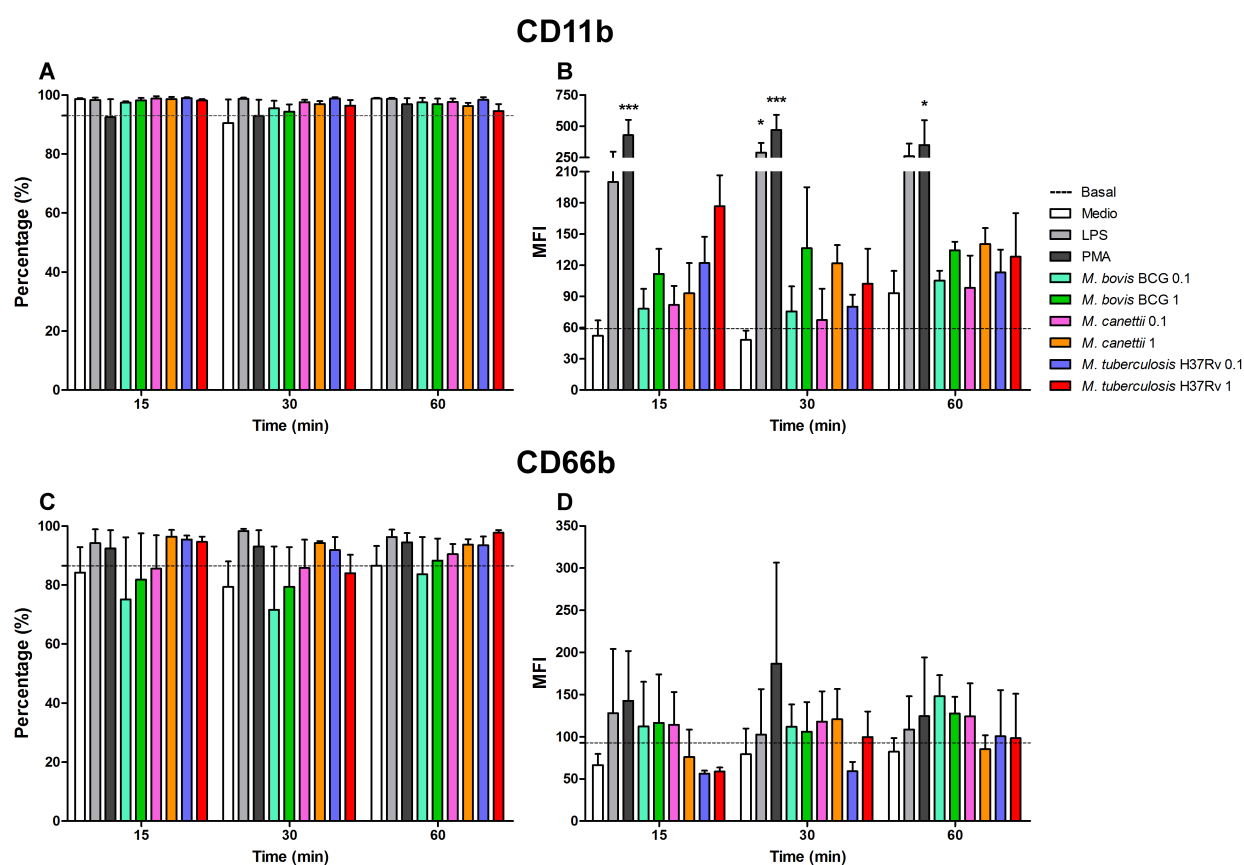 CD11b
A
Percentage (%)
100
80
60
40
20
0
15 30 60
Time (min)
B
MFI
750
500
250
210
180
150
120
90
60
30
0
*** * *** *
15 30 60
Time (min)
Basal
Medio
LPS
PMA
M. bovis BCG 0.1
M. bovis BCG 1
M. canettii 0.1
M. canettii 1
M. tuberculosis H37Rv 0.1
M. tuberculosis H37Rv 1
CD66b
C
Percentage (%)
100
80
60
40
20
0
15 30 60
Time (min)
D
MFI
350
300
250
200
150
100
50
0
15 30 60
Time (min)